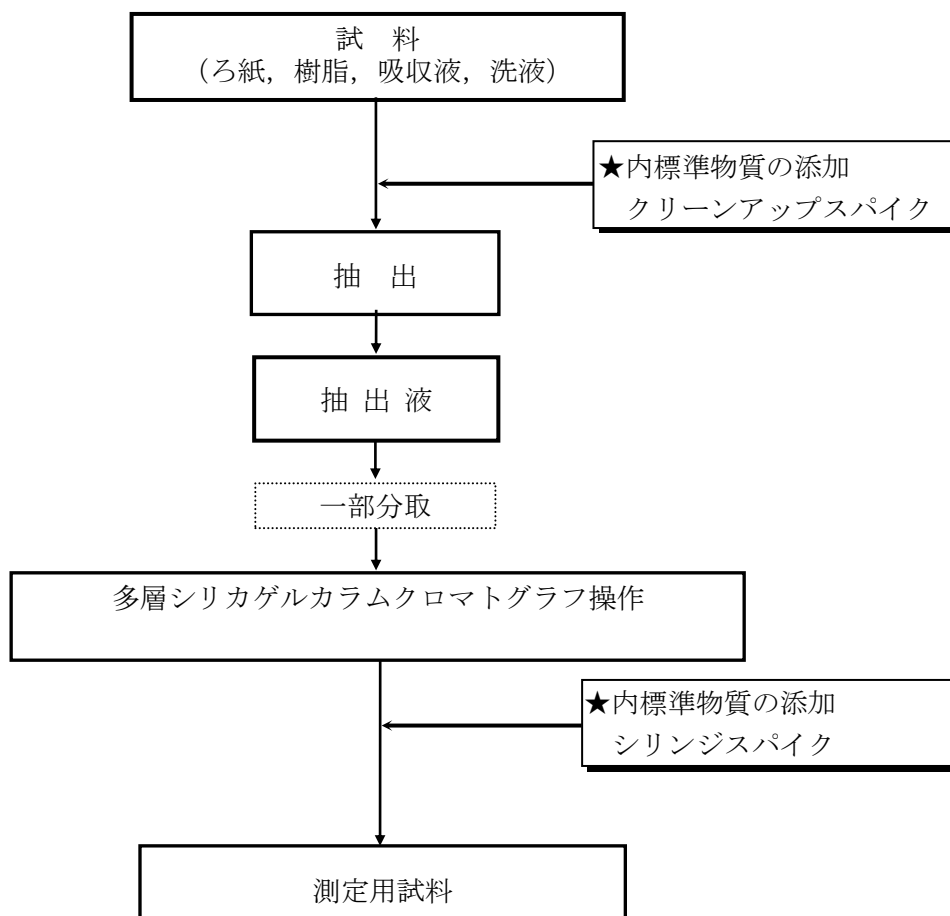 試　料
（ろ紙，樹脂，吸収液，洗液）
★内標準物質の添加
クリーンアップスパイク
抽　出
抽 出 液
一部分取
多層シリカゲルカラムクロマトグラフ操作
★内標準物質の添加
シリンジスパイク
測定用試料